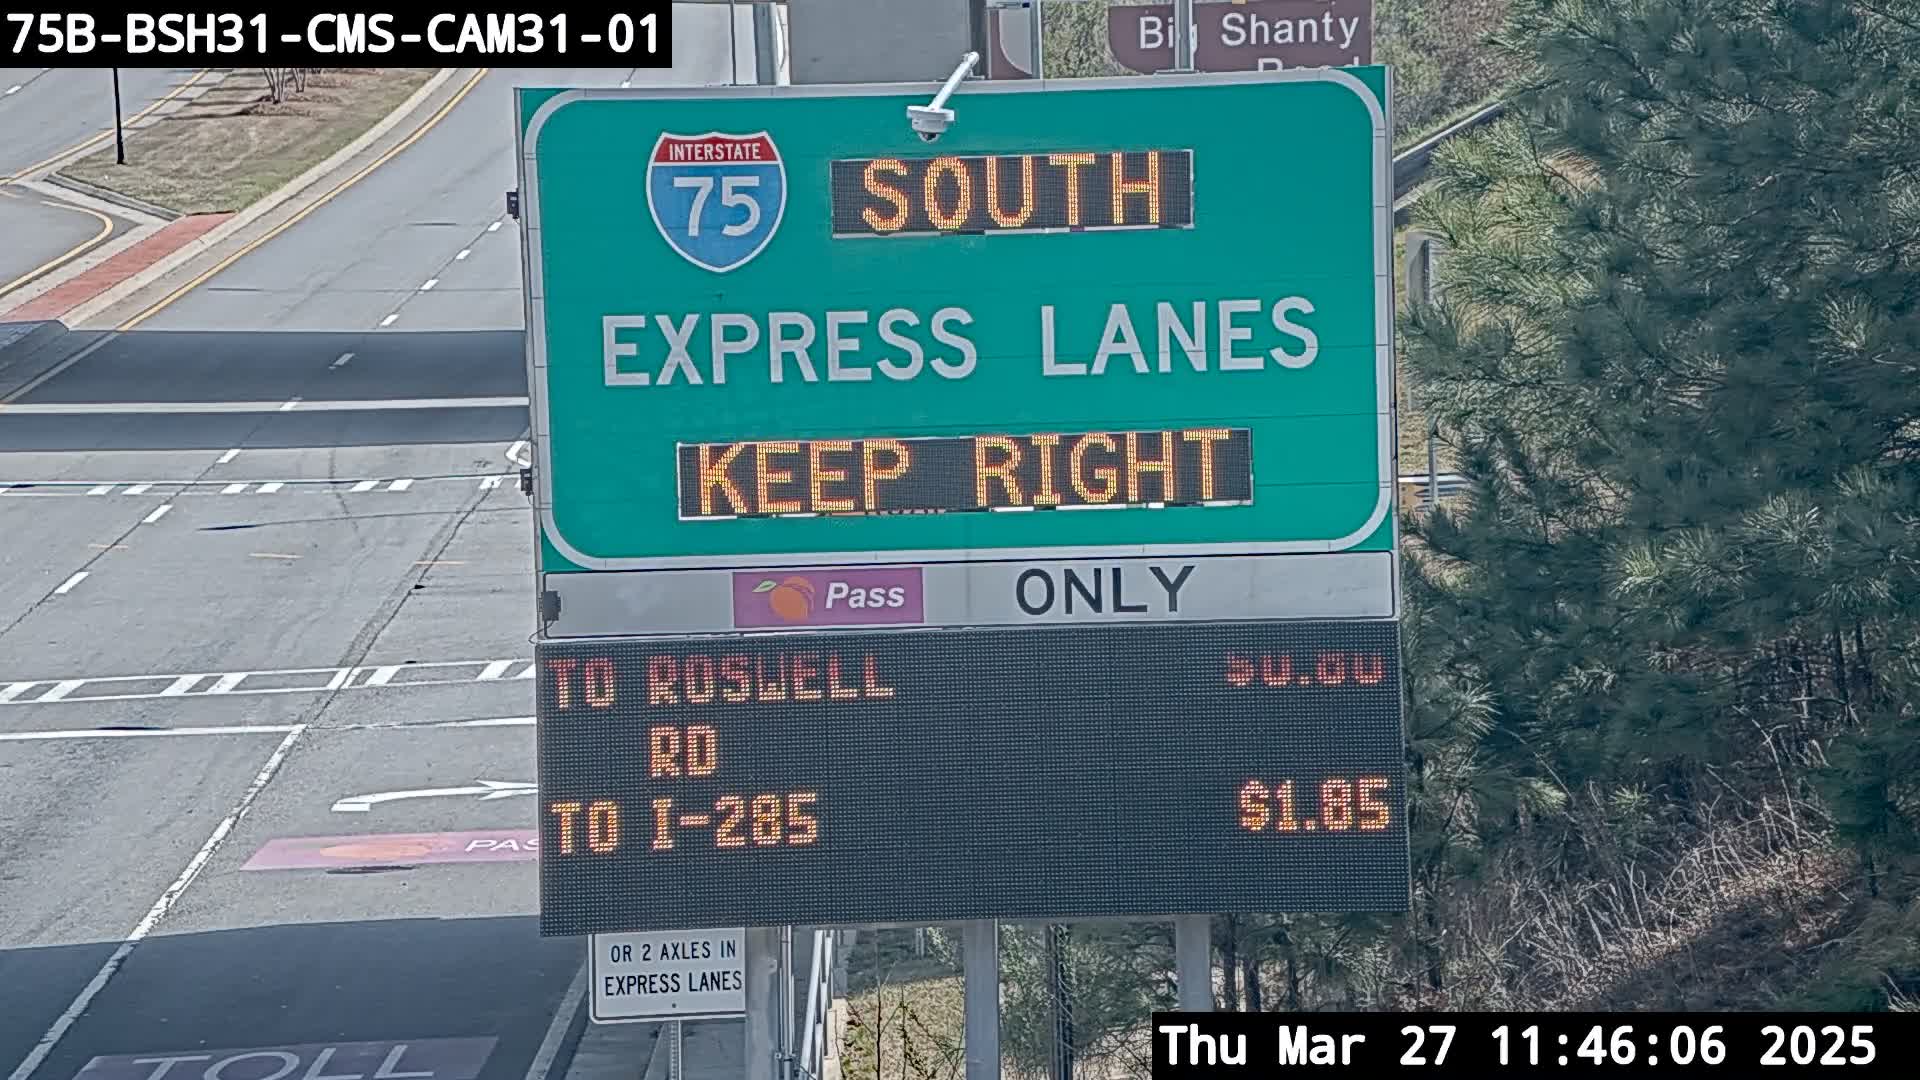 75B-BSH31-CMS-CAM31-01
Big Shanty
Road
INTERSTATE
75
SOUTH
EXPRESS LANES
KEEP RIGHT
Pass ONLY
TO ROSWELL
RD
TO I-285 $1.85
OR 2 AXLES IN
EXPRESS LANES
TOLL
Thu Mar 27 11:46:06 2025